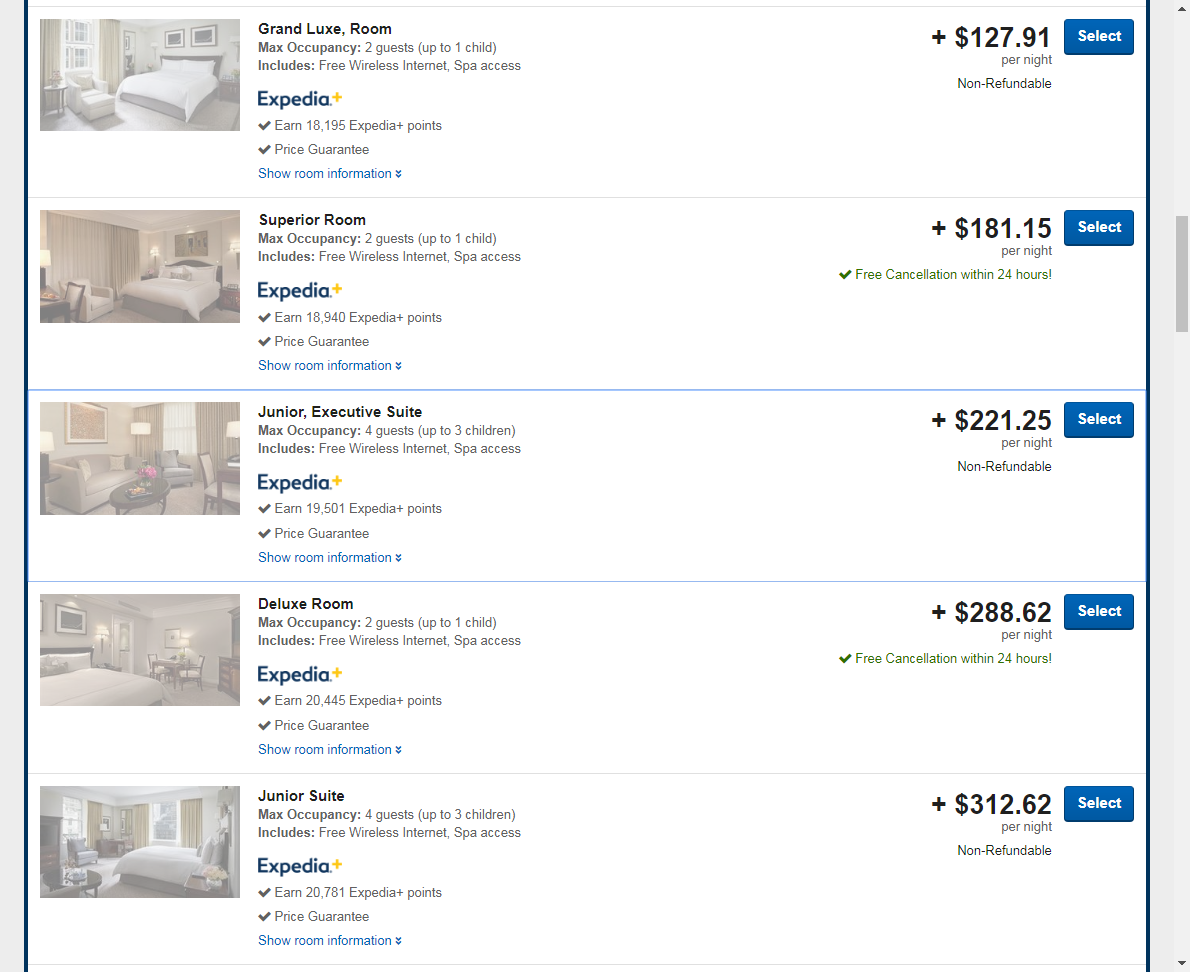 Grand Luxe, Room
Max Occupancy: 2 guests (up to 1 child)
Includes: Free Wireless Internet, Spa access
Expedia+
Earn 18,195 Expedia+ points
Price Guarantee
Show room information
+ $127.91
per night
Non-Refundable
Select
Superior Room
Max Occupancy: 2 guests (up to 1 child)
Includes: Free Wireless Internet, Spa access
Expedia+
Earn 18,940 Expedia+ points
Price Guarantee
Show room information
+ $181.15
per night
Free Cancellation within 24 hours!
Select
Junior, Executive Suite
Max Occupancy: 4 guests (up to 3 children)
Includes: Free Wireless Internet, Spa access
Expedia+
Earn 19,501 Expedia+ points
Price Guarantee
Show room information
+ $221.25
per night
Non-Refundable
Select
Deluxe Room
Max Occupancy: 2 guests (up to 1 child)
Includes: Free Wireless Internet, Spa access
Expedia+
Earn 20,445 Expedia+ points
Price Guarantee
Show room information
+ $288.62
per night
Free Cancellation within 24 hours!
Select
Junior Suite
Max Occupancy: 4 guests (up to 3 children)
Includes: Free Wireless Internet, Spa access
Expedia+
Earn 20,781 Expedia+ points
Price Guarantee
Show room information
+ $312.62
per night
Non-Refundable
Select